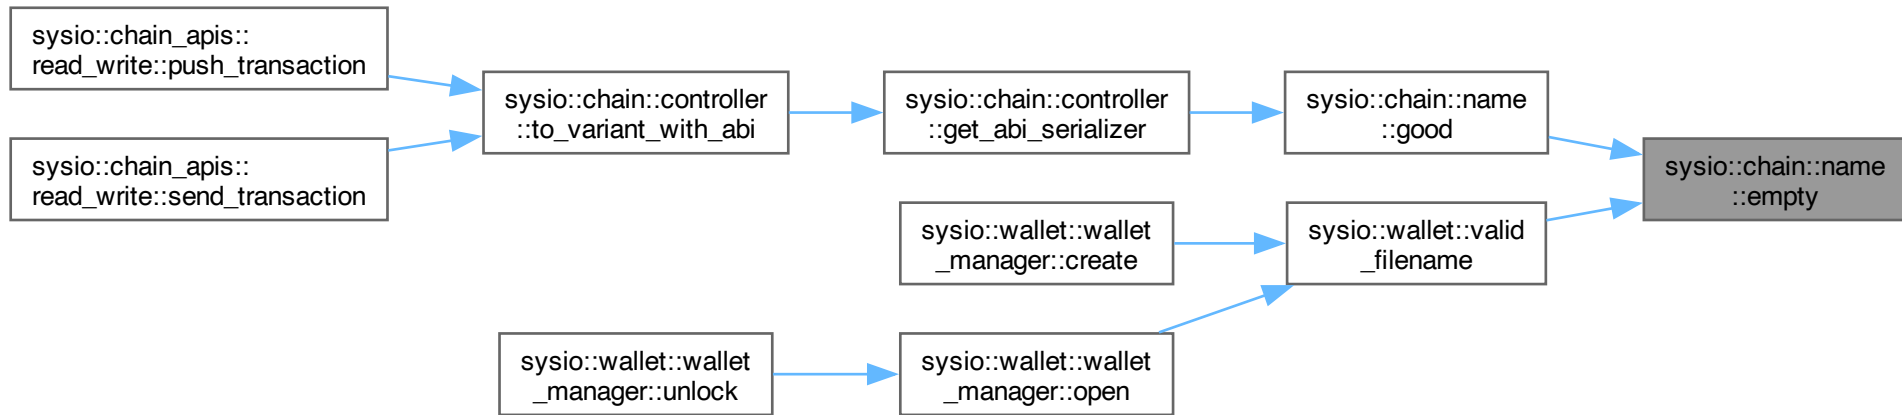 sysio::chain_apis::
read_write::push_transaction
sysio::chain_apis::
read_write::send_transaction
sysio::chain::controller
::to_variant_with_abi
sysio::chain::controller
::get_abi_serializer
sysio::chain::name
::good
sysio::chain::name
::empty
sysio::wallet::wallet
_manager::create
sysio::wallet::valid
_filename
sysio::wallet::wallet
_manager::unlock
sysio::wallet::wallet
_manager::open